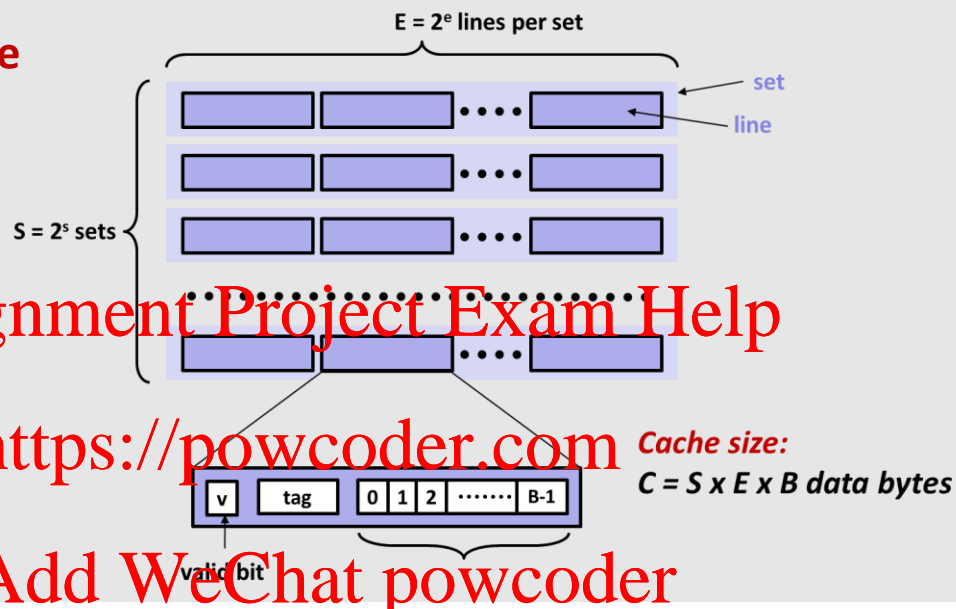 E = 2ᵉ lines per set
e
set
line
S = 2ˢ sets
gnment Project Exam Help
https://powcoder.com
Cache size:
C = S x E x B data bytes
v tag 0 1 2 ······· B-1
valid bit
Add WeChat powcoder